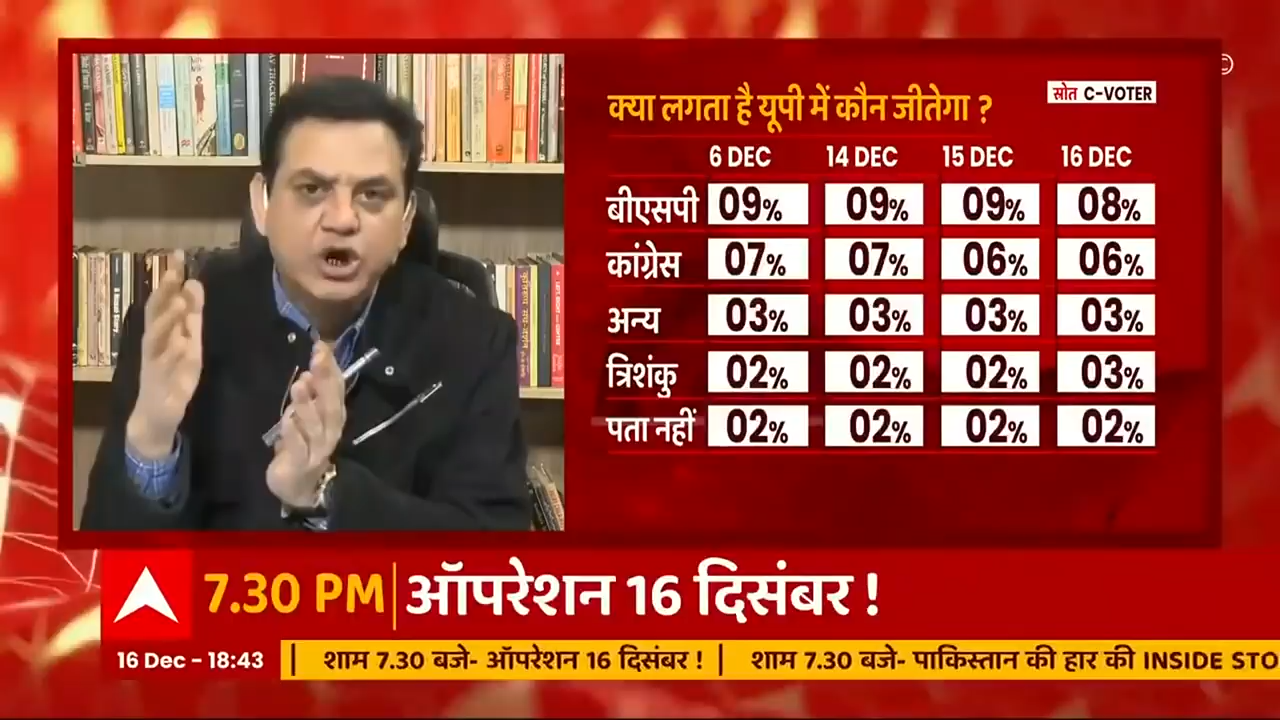 क्या लगता है यूपी में कौन जीतेगा ?
स्रोत C-VOTER
6 DEC 14 DEC 15 DEC 16 DEC
बीएसपी 09% 09% 09% 08%
कांग्रेस 07% 07% 06% 06%
अन्य 03% 03% 03% 03%
त्रिशंकु 02% 02% 02% 03%
पता नहीं 02% 02% 02% 02%
7.30 PM ऑपरेशन 16 दिसंबर !
16 Dec - 18:43 | शाम 7.30 बजे- ऑपरेशन 16 दिसंबर ! | शाम 7.30 बजे- पाकिस्तान की हार की INSIDE STO